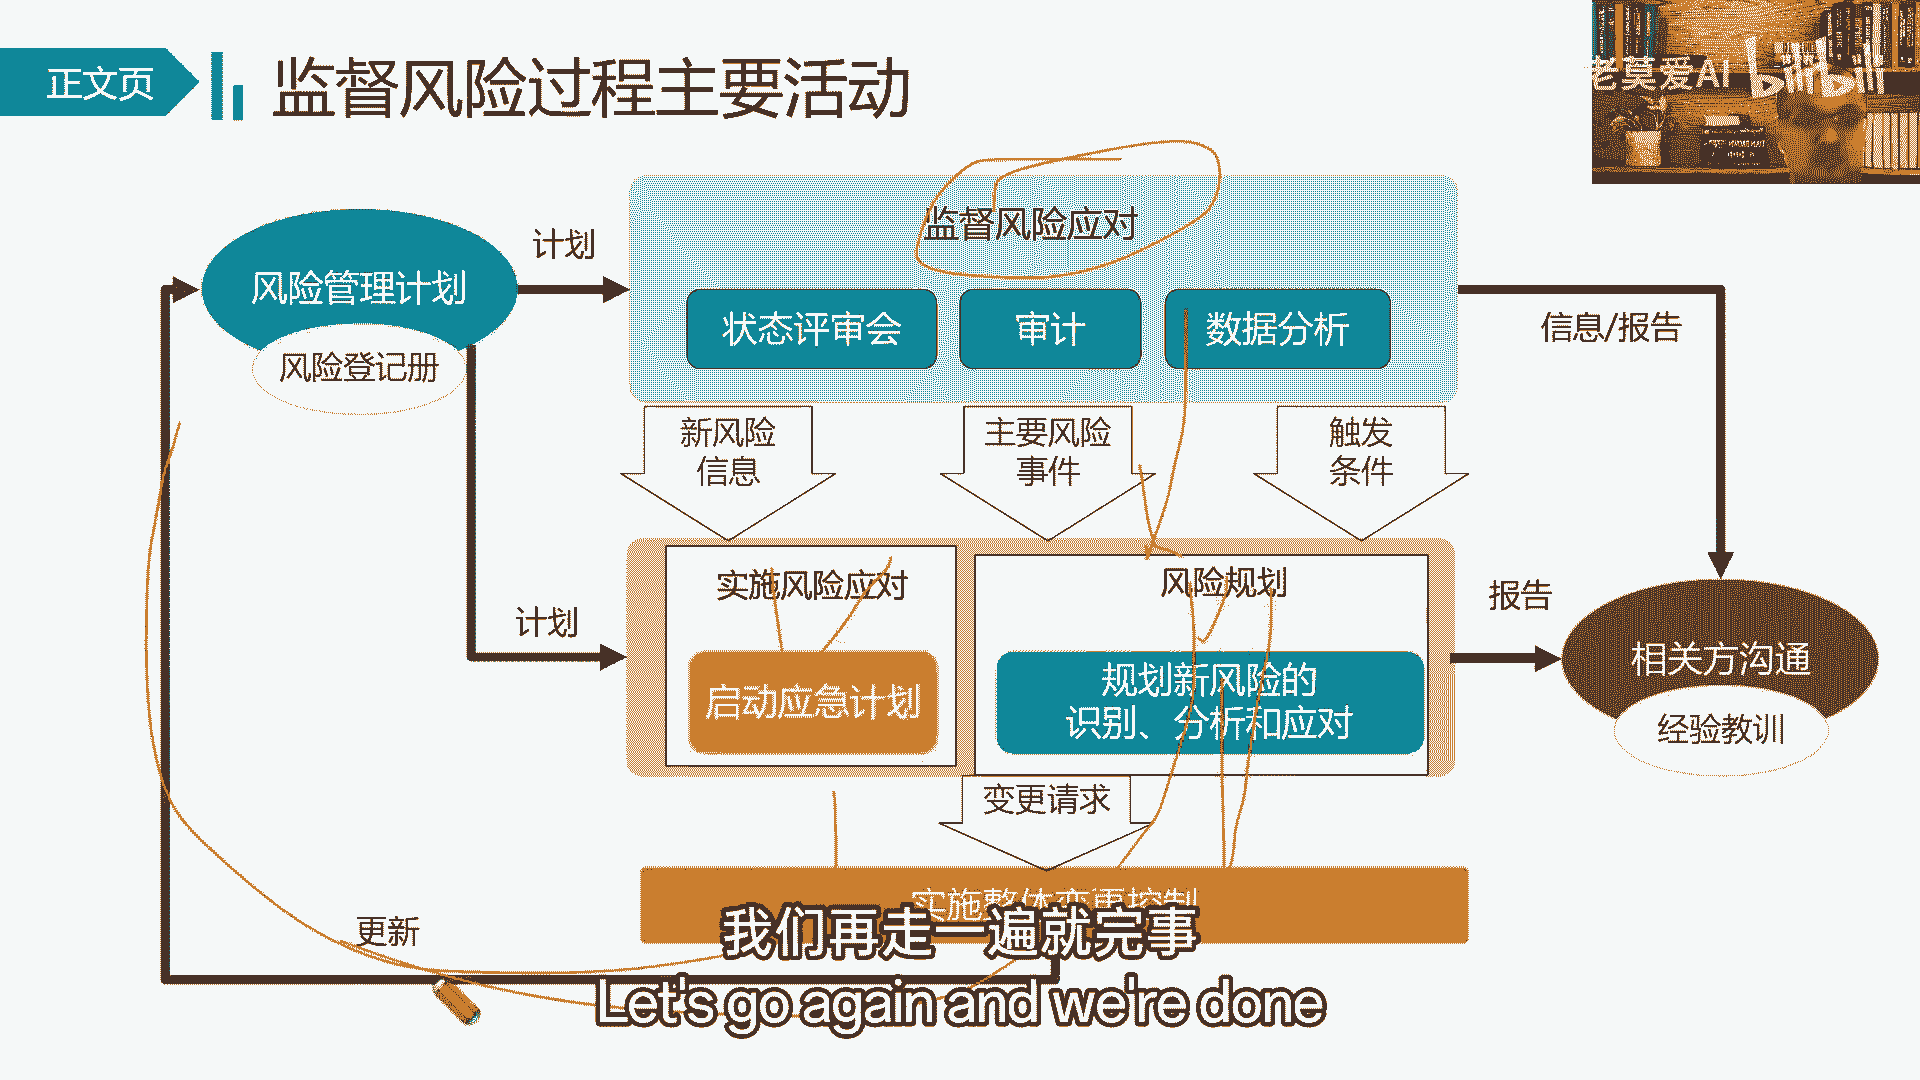 正文页
监督风险过程主要活动
老莫爱AI
bilibili
监督风险应对
风险管理计划
风险登记册
计划
状态评审会
审计
数据分析
信息/报告
新风险
信息
主要风险
事件
触发
条件
计划
实施风险应对
启动应急计划
风险规划
规划新风险的
识别、分析和应对
报告
相关方沟通
经验教训
变更请求
实施整体变更控制
更新
我们再走一遍就完事
Let's go again and we're done